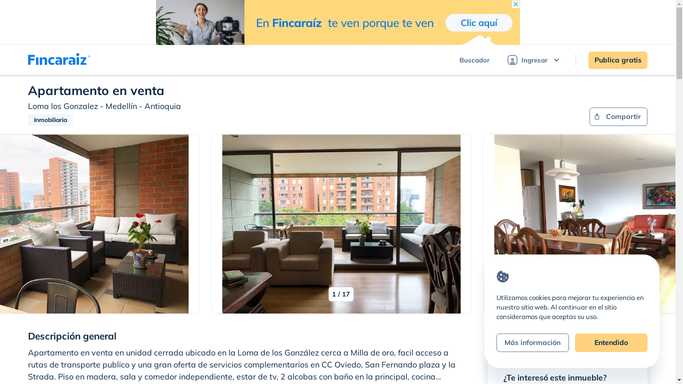 En Fincaraíz te ven porque te ven
Clic aquí
Fincaraíz
Buscador
Ingresar
Publica gratis
Apartamento en venta
Loma los Gonzalez - Medellín - Antioquia
Inmobiliaria
Compartir
1 / 17
Utilizamos cookies para mejorar tu experiencia en
nuestro sitio web. Al continuar en el sitio
consideramos que aceptas su uso.
Más información
Entendido
Descripción general
Apartamento en venta en unidad cerrada ubicado en la Loma de los González cerca a Milla de oro, facil acceso a
rutas de transporte publico y una gran oferta de servicios complementarios en CC Oviedo, San Fernando plaza y la
Strada. Piso en madera, sala y comedor independiente, estar de tv, 2 alcobas con baño en la principal, cocina...
¿Te interesó este inmueble?